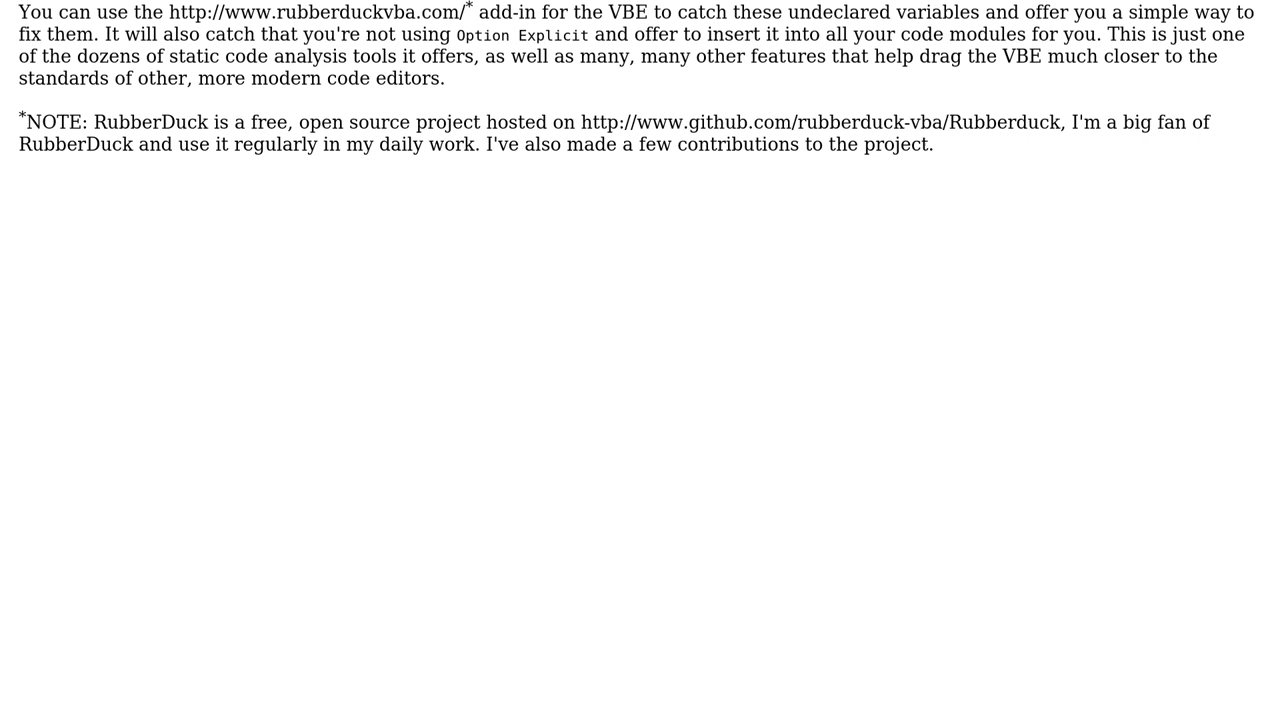 You can use the http://www.rubberduckvba.com/* add-in for the VBE to catch these undeclared variables and offer you a simple way to
fix them. It will also catch that you're not using Option Explicit and offer to insert it into all your code modules for you. This is just one
of the dozens of static code analysis tools it offers, as well as many, many other features that help drag the VBE much closer to the
standards of other, more modern code editors.
*NOTE: RubberDuck is a free, open source project hosted on http://www.github.com/rubberduck-vba/Rubberduck, I'm a big fan of
RubberDuck and use it regularly in my daily work. I've also made a few contributions to the project.